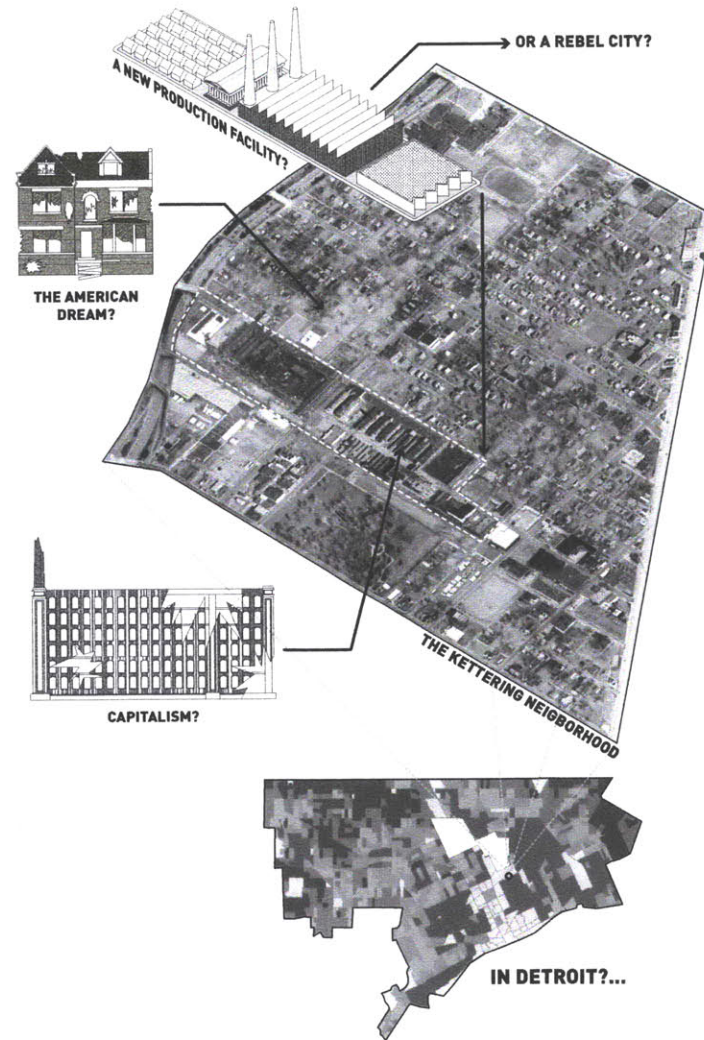 OR A REBEL CITY?
A NEW PRODUCTION FACILITY?
THE AMERICAN
DREAM?
CAPITALISM?
THE KETTERING NEIGBORHOOD
IN DETROIT?...